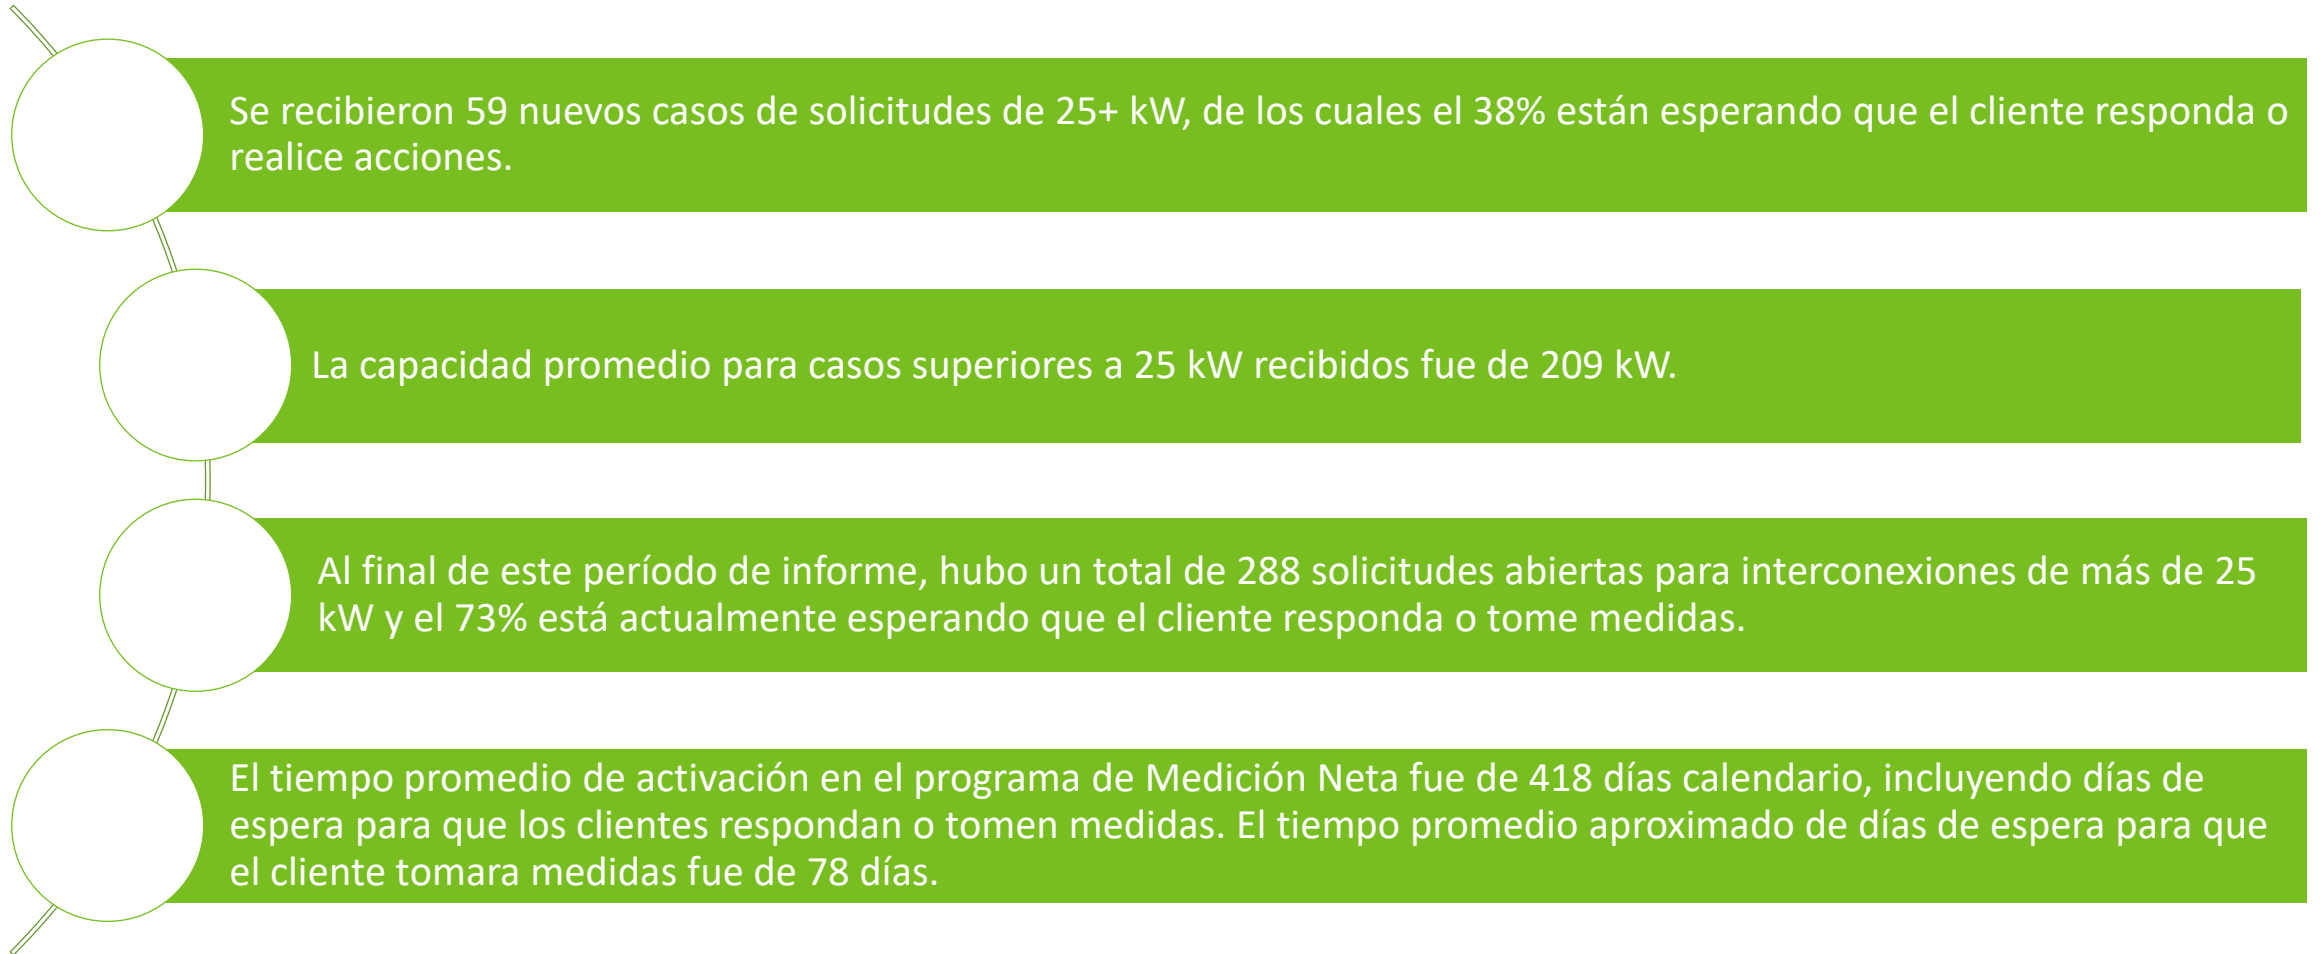 Se recibieron 59 nuevos casos de solicitudes de 25+ kW, de los cuales el 38% están esperando que el cliente responda o
realice acciones.
La capacidad promedio para casos superiores a 25 kW recibidos fue de 209 kW.
Al final de este período de informe, hubo un total de 288 solicitudes abiertas para interconexiones de más de 25
kW y el 73% está actualmente esperando que el cliente responda o tome medidas.
El tiempo promedio de activación en el programa de Medición Neta fue de 418 días calendario, incluyendo días de
espera para que los clientes respondan o tomen medidas. El tiempo promedio aproximado de días de espera para que
el cliente tomara medidas fue de 78 días.